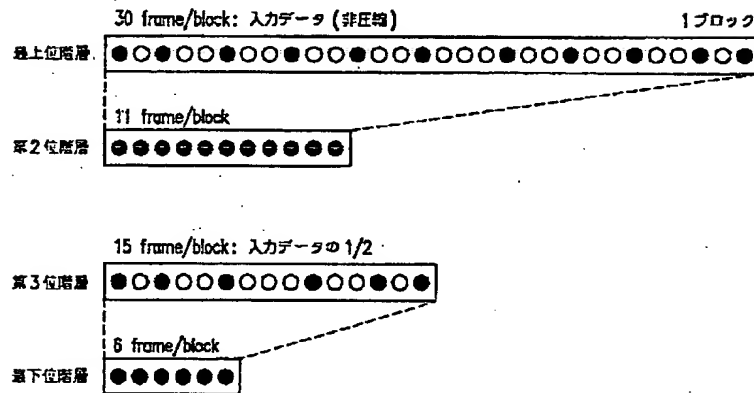 30 frame/block: 入力データ (非圧縮) 1ブロック
最上位階層
11 frame/block
第2位階層
15 frame/block: 入力データの 1/2
第3位階層
6 frame/block
最下位階層